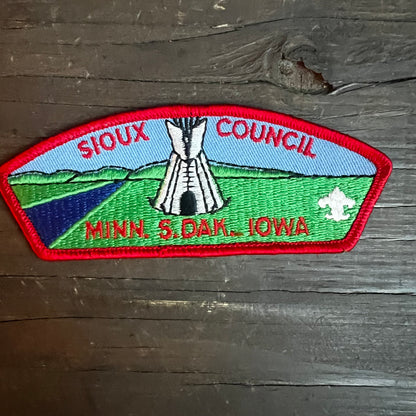 SIOUX COUNCIL
MINN. S.DAK. IOWA